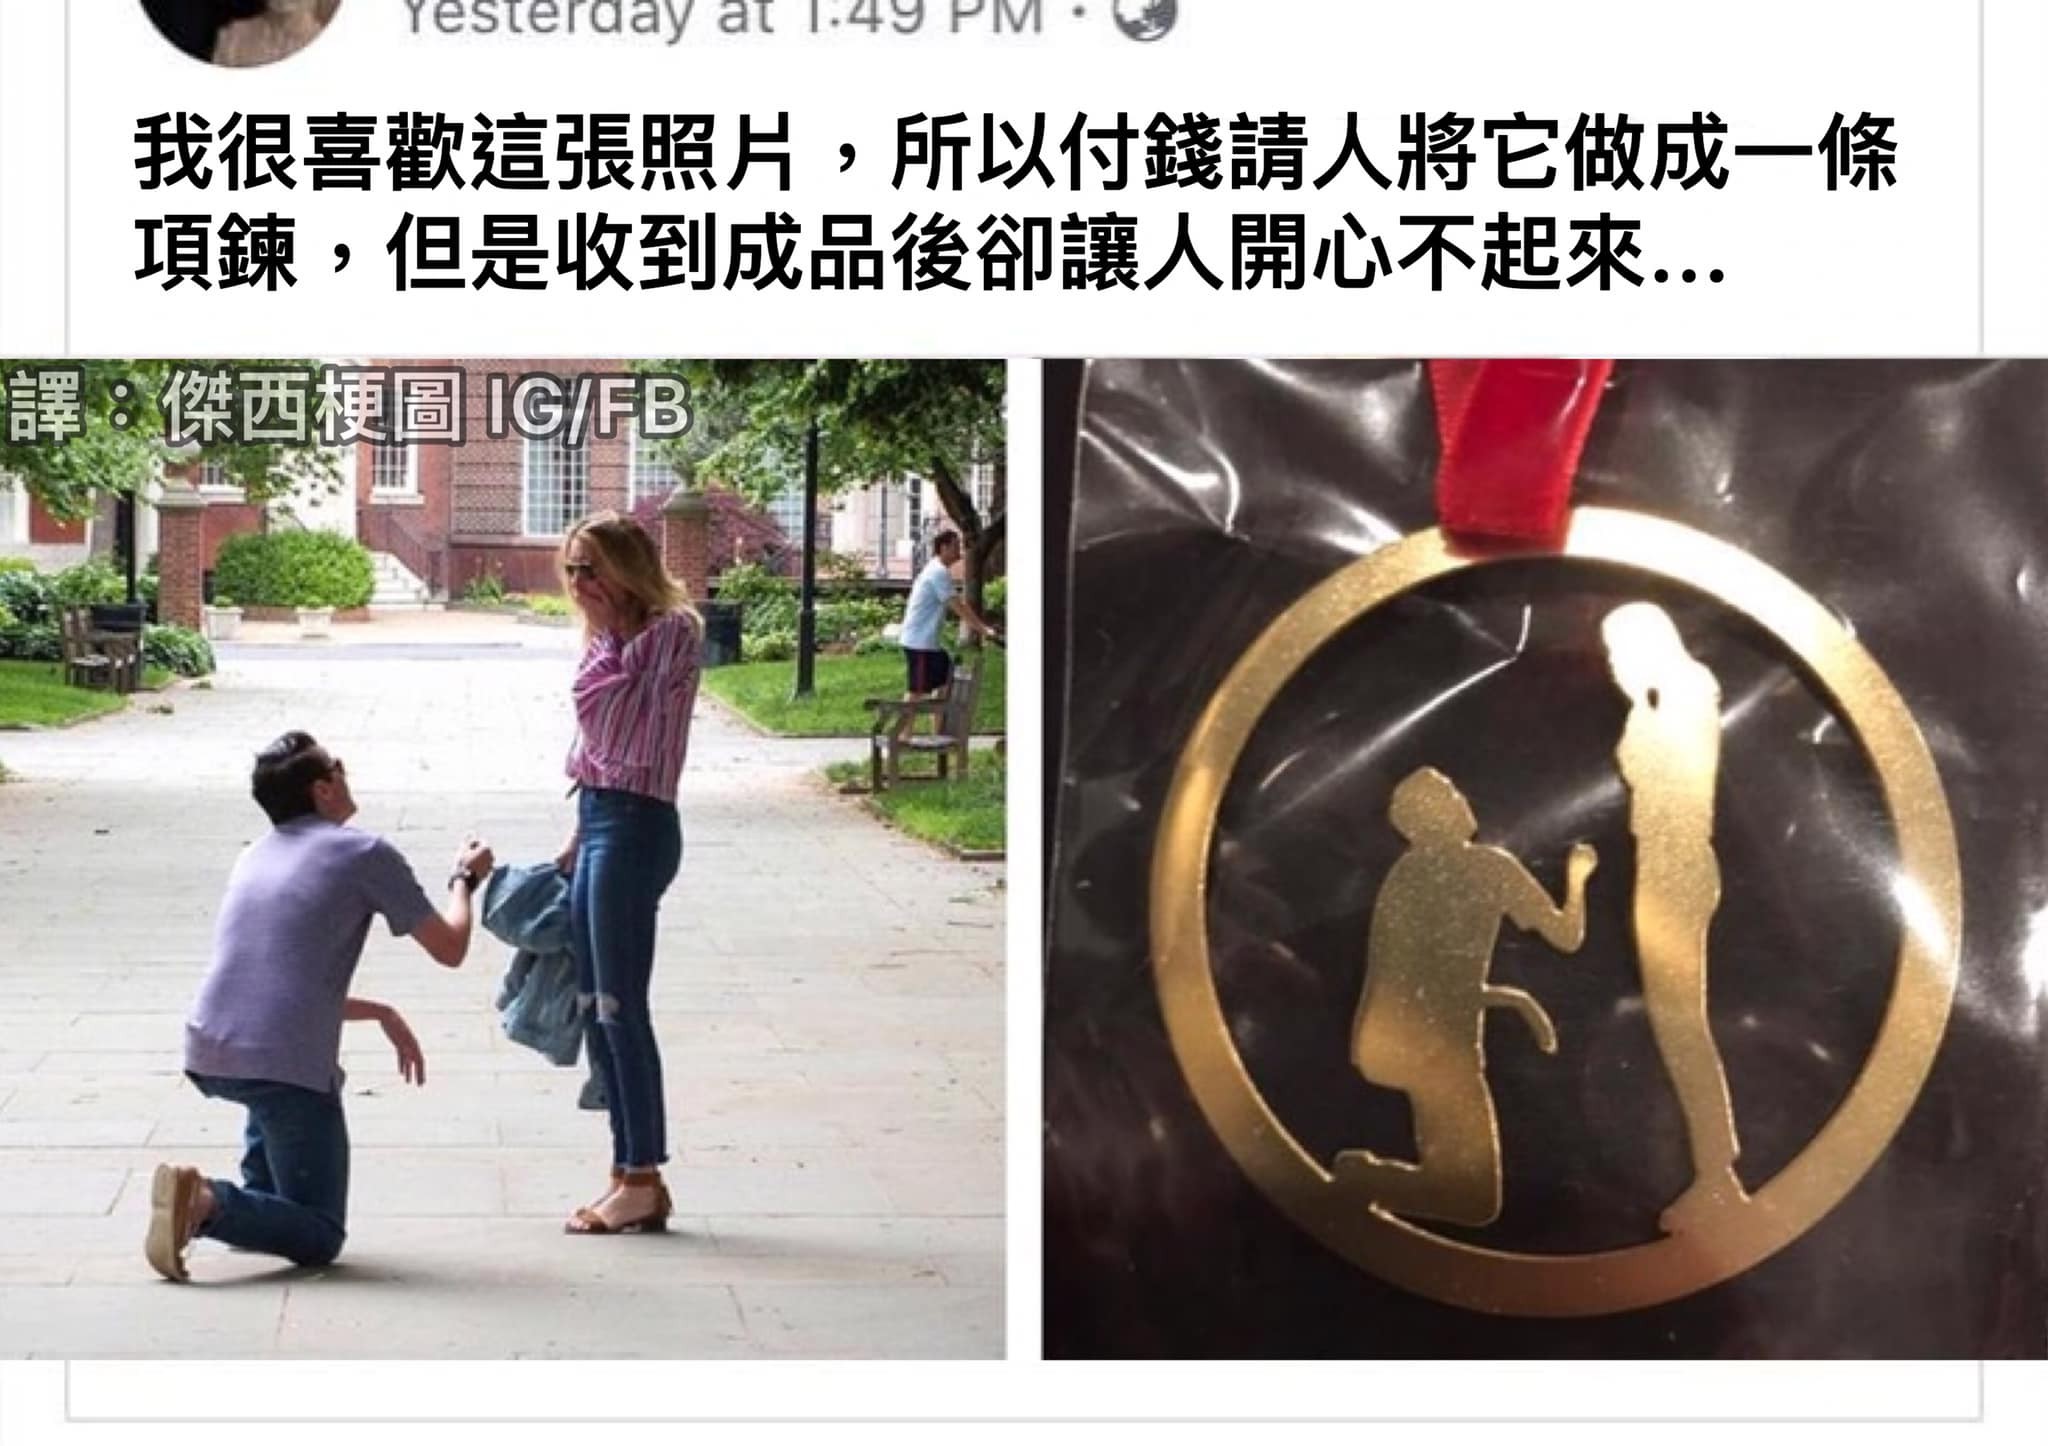 Yesterday at 1:49 PM ·
我很喜歡這張照片，所以付錢請人將它做成一條
項鍊，但是收到成品後卻讓人開心不起來...
譯：傑西梗圖 IG/FB